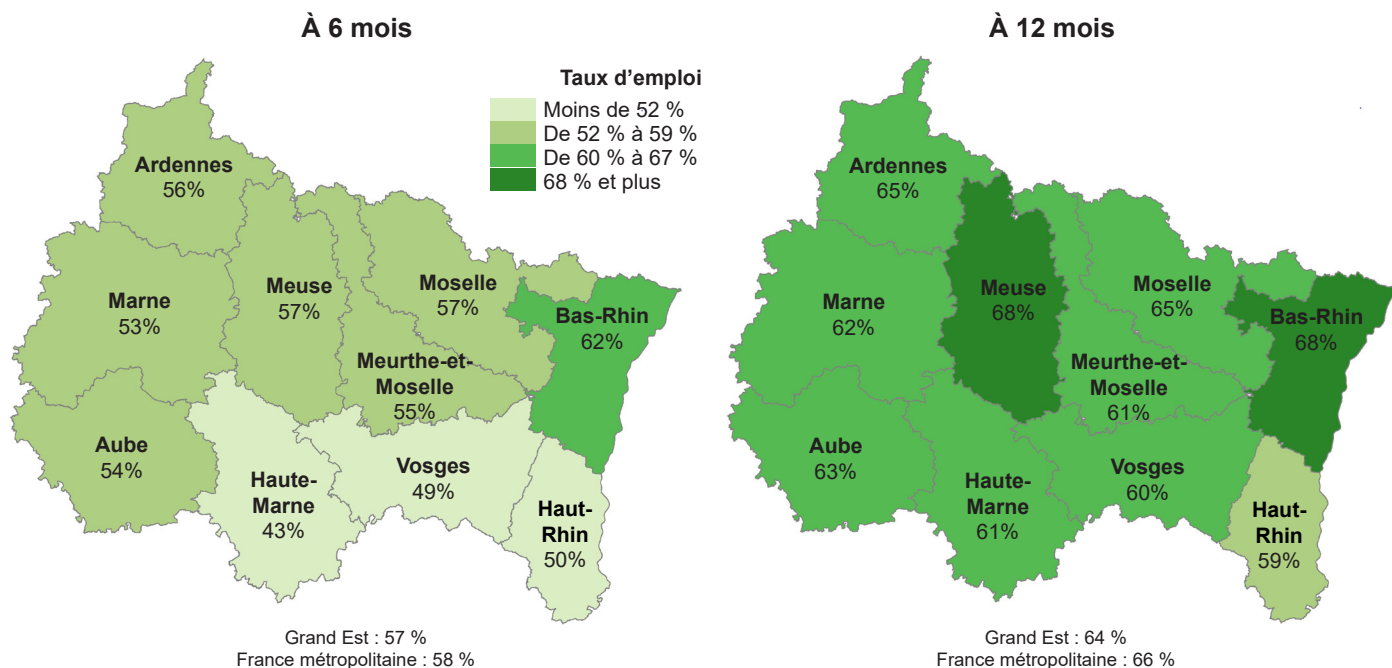 À 6 mois
Taux d'emploi
Moins de 52 %
De 52 % à 59 %
De 60 % à 67 %
68 % et plus
Ardennes
56%
Marne
53%
Meuse
57%
Moselle
57%
Bas-Rhin
62%
Meurthe-et-
Moselle
55%
Aube
54%
Haute-
Marne
43%
Vosges
49%
Haut-
Rhin
50%
Grand Est : 57 %
France métropolitaine : 58 %
À 12 mois
Ardennes
65%
Marne
62%
Meuse
68%
Moselle
65%
Bas-Rhin
68%
Meurthe-et-
Moselle
61%
Aube
63%
Haute-
Marne
61%
Vosges
60%
Haut-
Rhin
59%
Grand Est : 64 %
France métropolitaine : 66 %